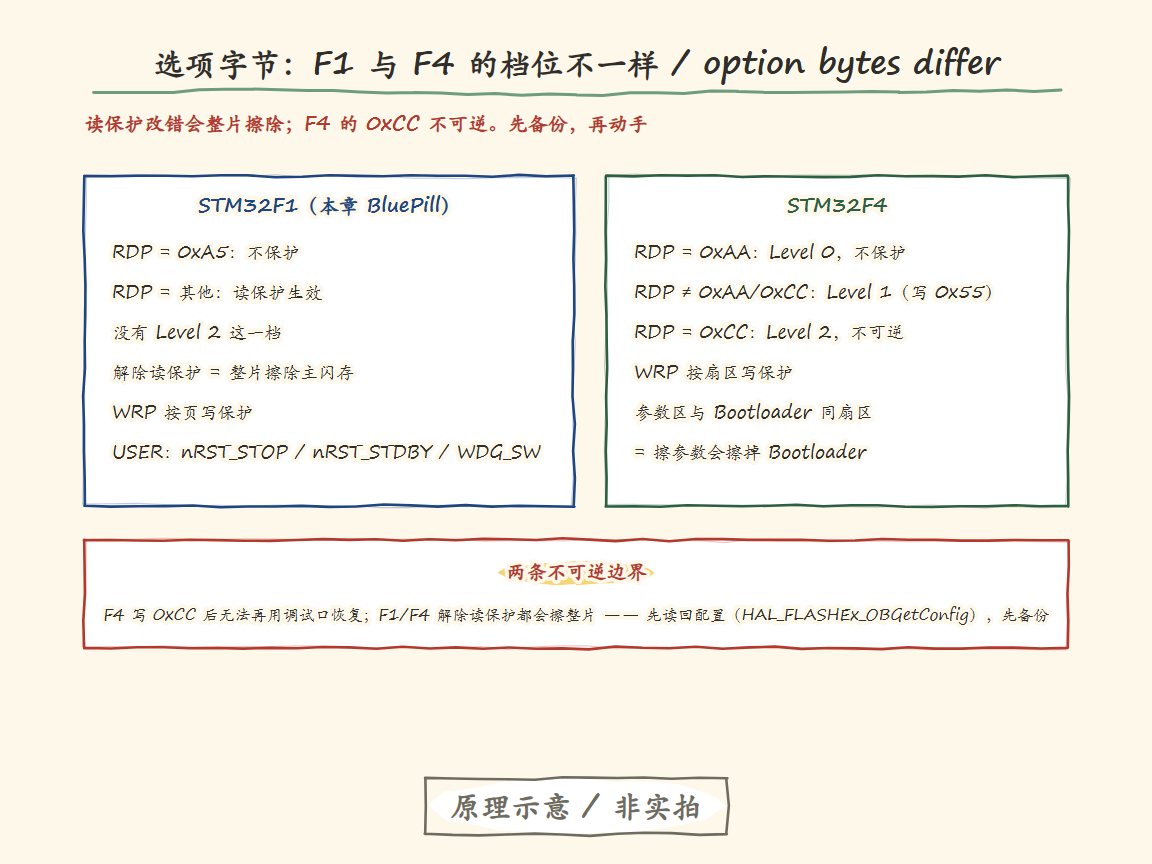 选项字节：F1 与 F4 的档位不一样 / option bytes differ
读保护改错会整片擦除；F4 的 0xCC 不可逆。先备份，再动手
STM32F1（本章 BluePill）
RDP = 0xA5：不保护
RDP = 其他：读保护生效
没有 Level 2 这一档
解除读保护 = 整片擦除主闪存
WRP 按页写保护
USER：nRST_STOP / nRST_STDBY / WDG_SW
STM32F4
RDP = 0xAA：Level 0，不保护
RDP ≠ 0xAA/0xCC：Level 1（写 0x55）
RDP = 0xCC：Level 2，不可逆
WRP 按扇区写保护
参数区与 Bootloader 同扇区
= 擦参数会擦掉 Bootloader
两条不可逆边界
F4 写 0xCC 后无法再用调试口恢复；F1/F4 解除读保护都会擦整片 —— 先读回配置（HAL_FLASHEx_OBGetConfig），先备份
原理示意 / 非实拍